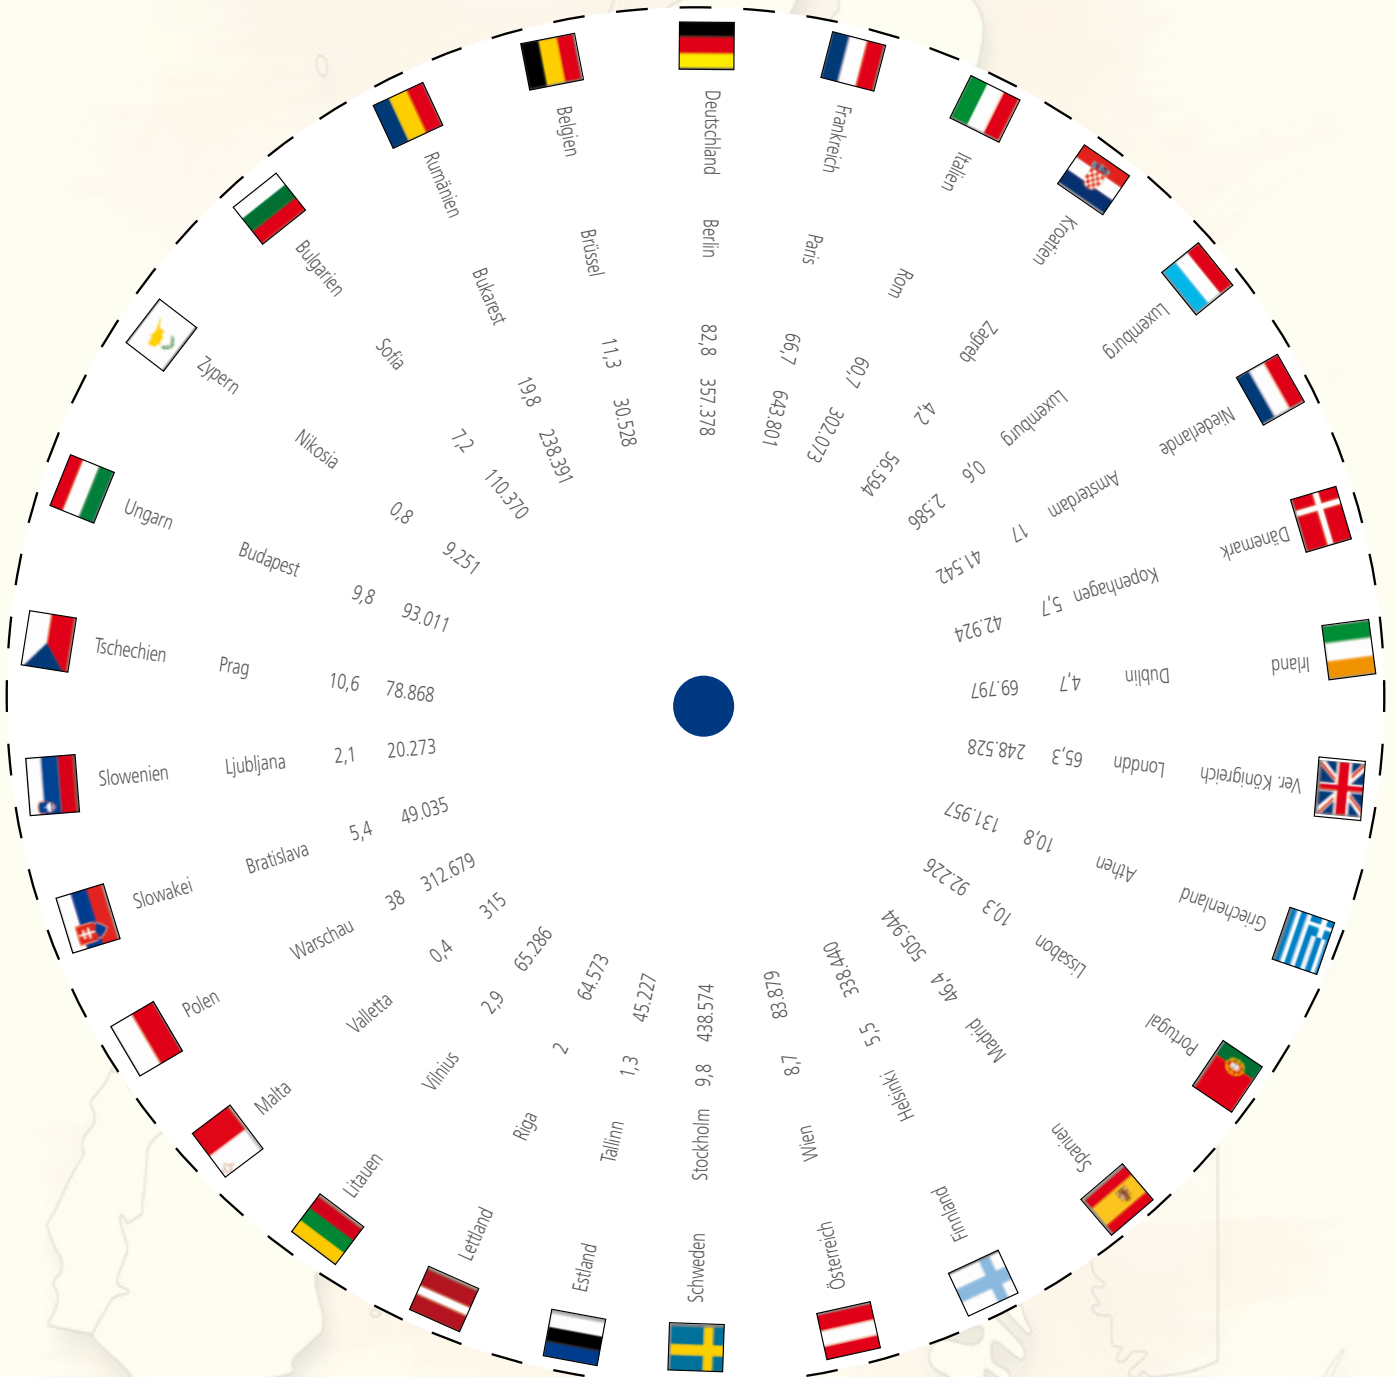 Deutschland Berlin 82,8 357.378
Frankreich Paris 66,7 643.801
Italien Rom 60,7 302.073
Kroatien Zagreb 4,2 56.594
Luxemburg Luxemburg 0,6 2.586
Niederlande Amsterdam 17 41.542
Dänemark Kopenhagen 5,7 42.924
Irland Dublin 4,7 69.797
Ver. Königreich Londpn 65,3 248.528
Griechenland Athen 10,8 131.957
Portugal Lissabon 10,3 92.226
Spanien Madrid 46,4 505.944
Finnland Helsinki 5,5 338.440
Österreich Wien 8,7 83.879
Schweden Stockholm 9,8 438.574
Estland Tallinn 1,3 45.227
Lettland Riga 2 64.573
Litauen Vilnius 2,9 65.286
Malta Valletta 0,4 315
Polen Warschau 38 312.679
Slowakei Bratislava 5,4 49.035
Slowenien Ljubljana 2,1 20.273
Tschechien Prag 10,6 78.868
Ungarn Budapest 9,8 93.011
Zypern Nikosia 0,8 9.251
Bulgarien Sofia 7,2 110.370
Rumänien Bukarest 19,8 238.391
Belgien Brüssel 11,3 30.528